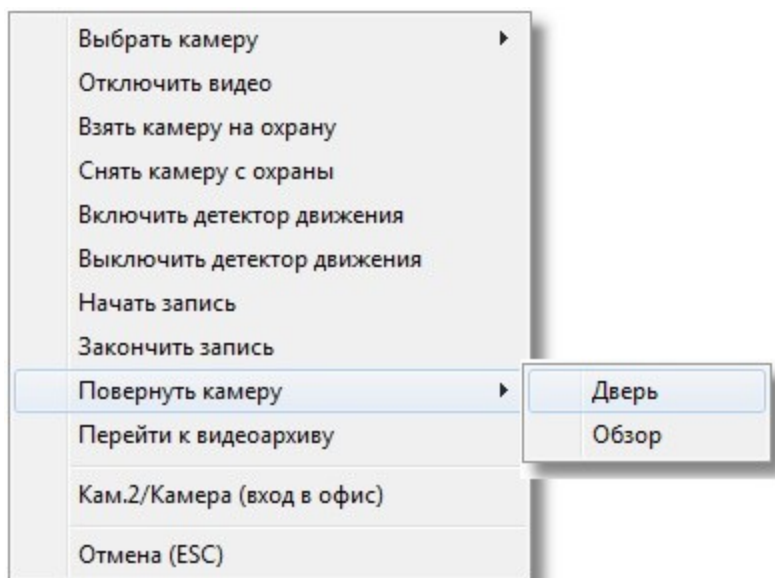 Выбрать камеру
Отключить видео
Взять камеру на охрану
Снять камеру с охраны
Включить детектор движения
Выключить детектор движения
Начать запись
Закончить запись
Повернуть камеру
Дверь
Перейти к видеоархиву
Обзор
Кам.2/Камера (вход в офис)
Отмена (ESC)